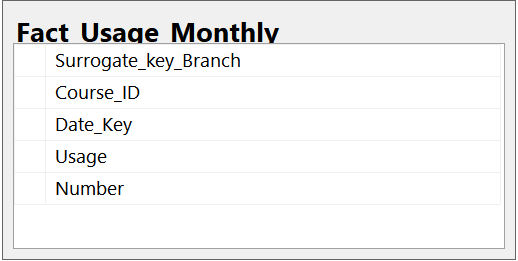 Fact_Usage_Monthly
Surrogate_key_Branch
Course_ID
Date_Key
Usage
Number